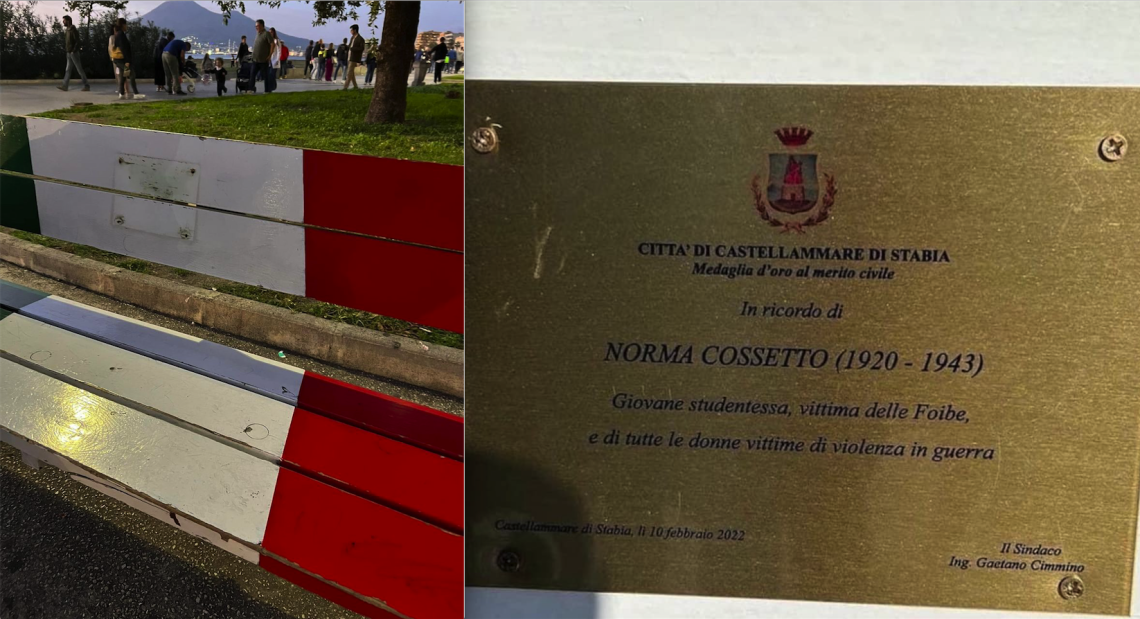 CITTA' DI CASTELLAMMARE DI STABIA
Medaglia d'oro al merito civile
In ricordo di
NORMA COSSETTO (1920 - 1943)
Giovane studentessa, vittima delle Foibe,
e di tutte le donne vittime di violenza in guerra
Castellammare di Stabia, lì 10 febbraio 2022
Il Sindaco
Ing. Gaetano Cimmino